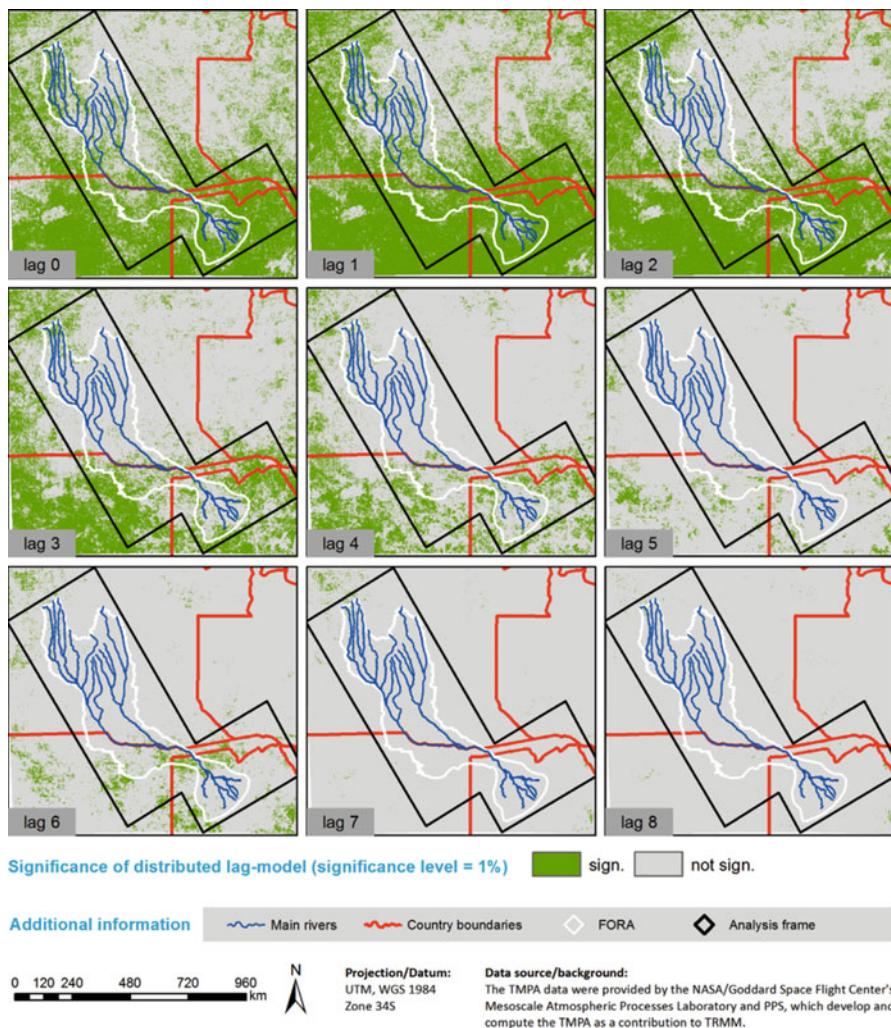 lag 0
lag 1
lag 2
lag 3
lag 4
lag 5
lag 6
lag 7
lag 8
Significance of distributed lag-model (significance level = 1%)
sign.
not sign.
Additional information
Main rivers
Country boundaries
FORA
Analysis frame
0 120 240 480 720 960
km
N
Projection/Datum:
UTM, WGS 1984
Zone 34S
Data source/background:
The TMPA data were provided by the NASA/Goddard Space Flight Center's
Mesoscale Atmospheric Processes Laboratory and PPS, which develop and
compute the TMPA as a contribution to TRMM.